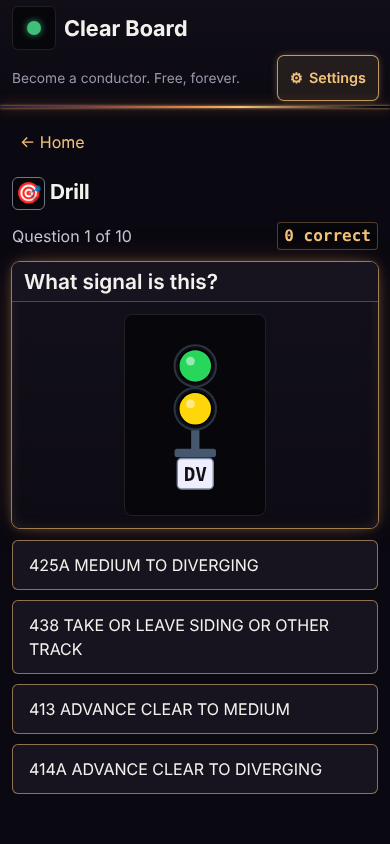 Clear Board
Become a conductor. Free, forever.
⚙ Settings
← Home
🎯 Drill
Question 1 of 10
0 correct
What signal is this?
DV
425A MEDIUM TO DIVERGING
438 TAKE OR LEAVE SIDING OR OTHER
TRACK
413 ADVANCE CLEAR TO MEDIUM
414A ADVANCE CLEAR TO DIVERGING